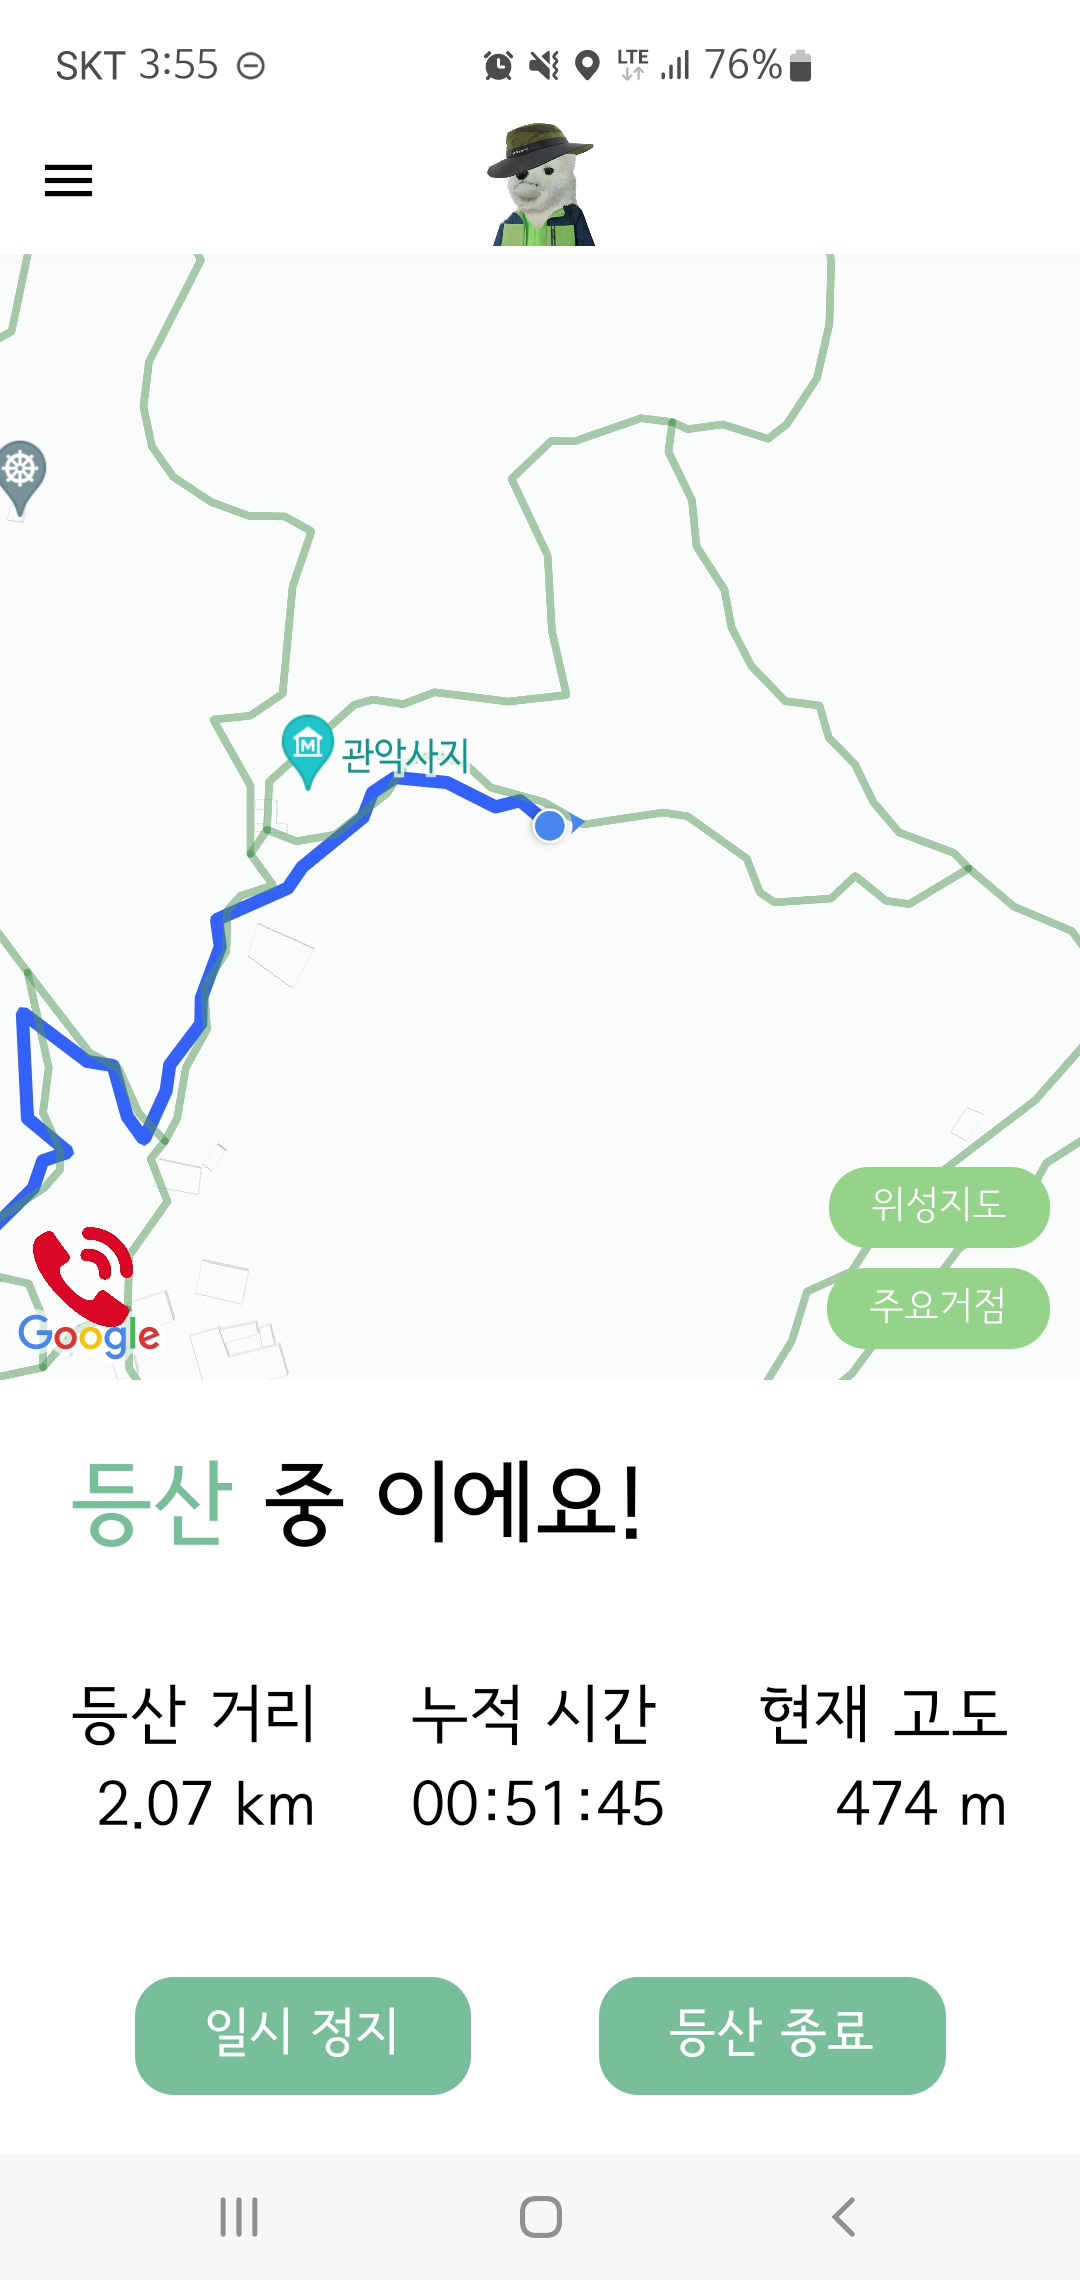 SKT 3:55
LTE 76%
관악사지
위성지도
주요거점
Google
등산 중 이에요!
등산 거리 누적 시간 현재 고도
2.07 km 00:51:45 474 m
일시 정지 등산 종료